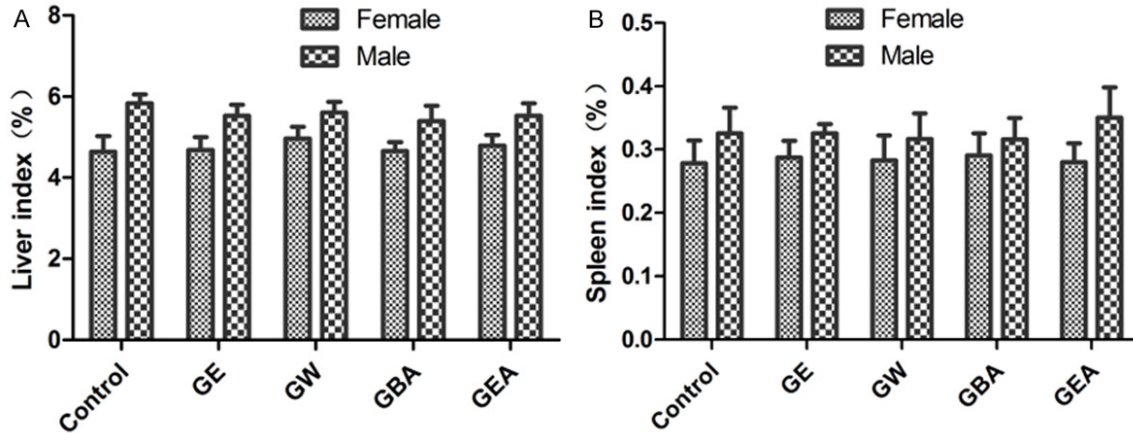 A
Female
Male
Liver index (%)
8
6
4
2
0
Control
GE
GW
GBA
GEA
B
Female
Male
Spleen index (%)
0.5
0.4
0.3
0.2
0.1
0.0
Control
GE
GW
GBA
GEA